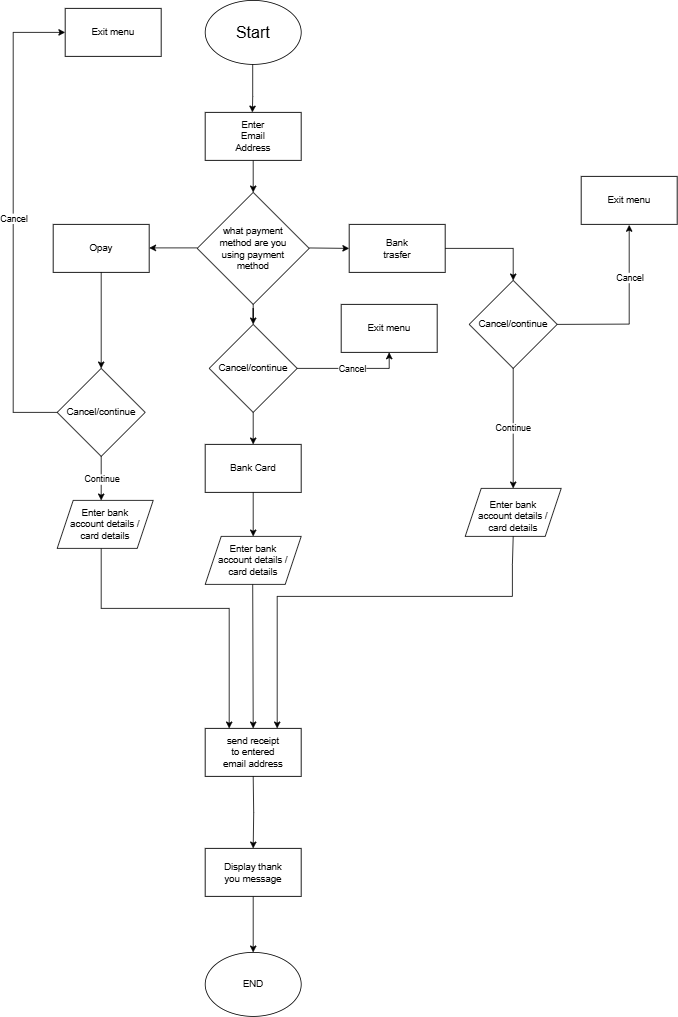 Exit menu
Start
Enter
Email
Address
Cancel
Exit menu
what payment
method are you
using payment
method
Opay
Bank
trasfer
Cancel
Exit menu
Cancel/continue
Cancel/continue
Cancel
Cancel/continue
Continue
Bank Card
Continue
Enter bank
account details /
card details
Enter bank
account details /
card details
Enter bank
account details /
card details
send receipt
to entered
email address
Display thank
you message
END